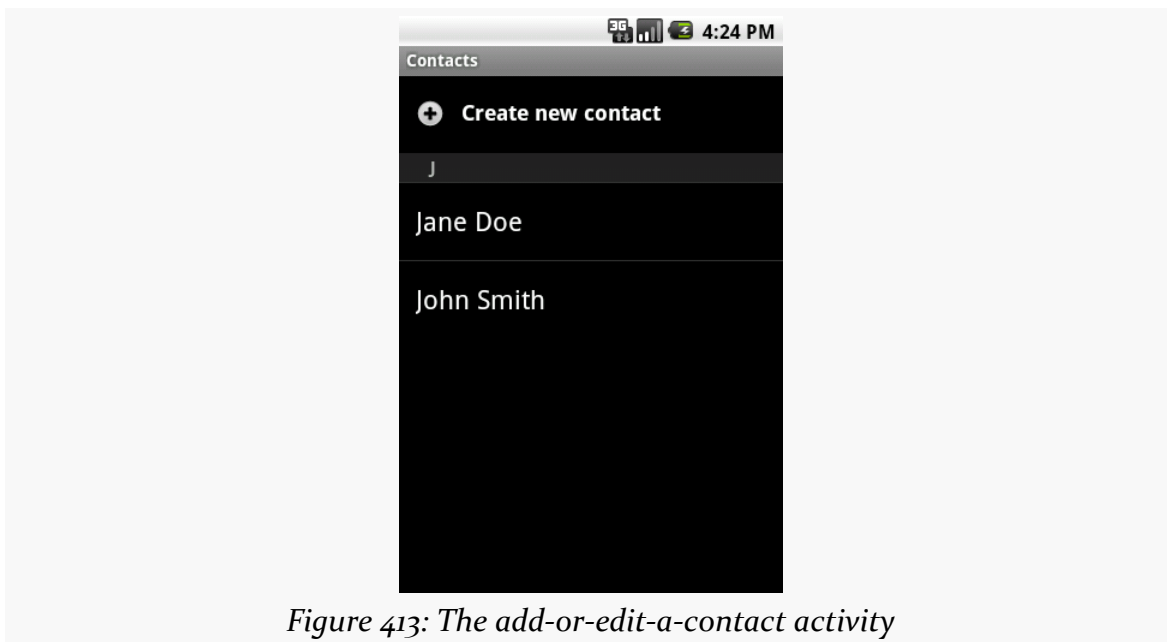 3G 4:24 PM
Contacts
Create new contact
J
Jane Doe
John Smith
Figure 413: The add-or-edit-a-contact activity